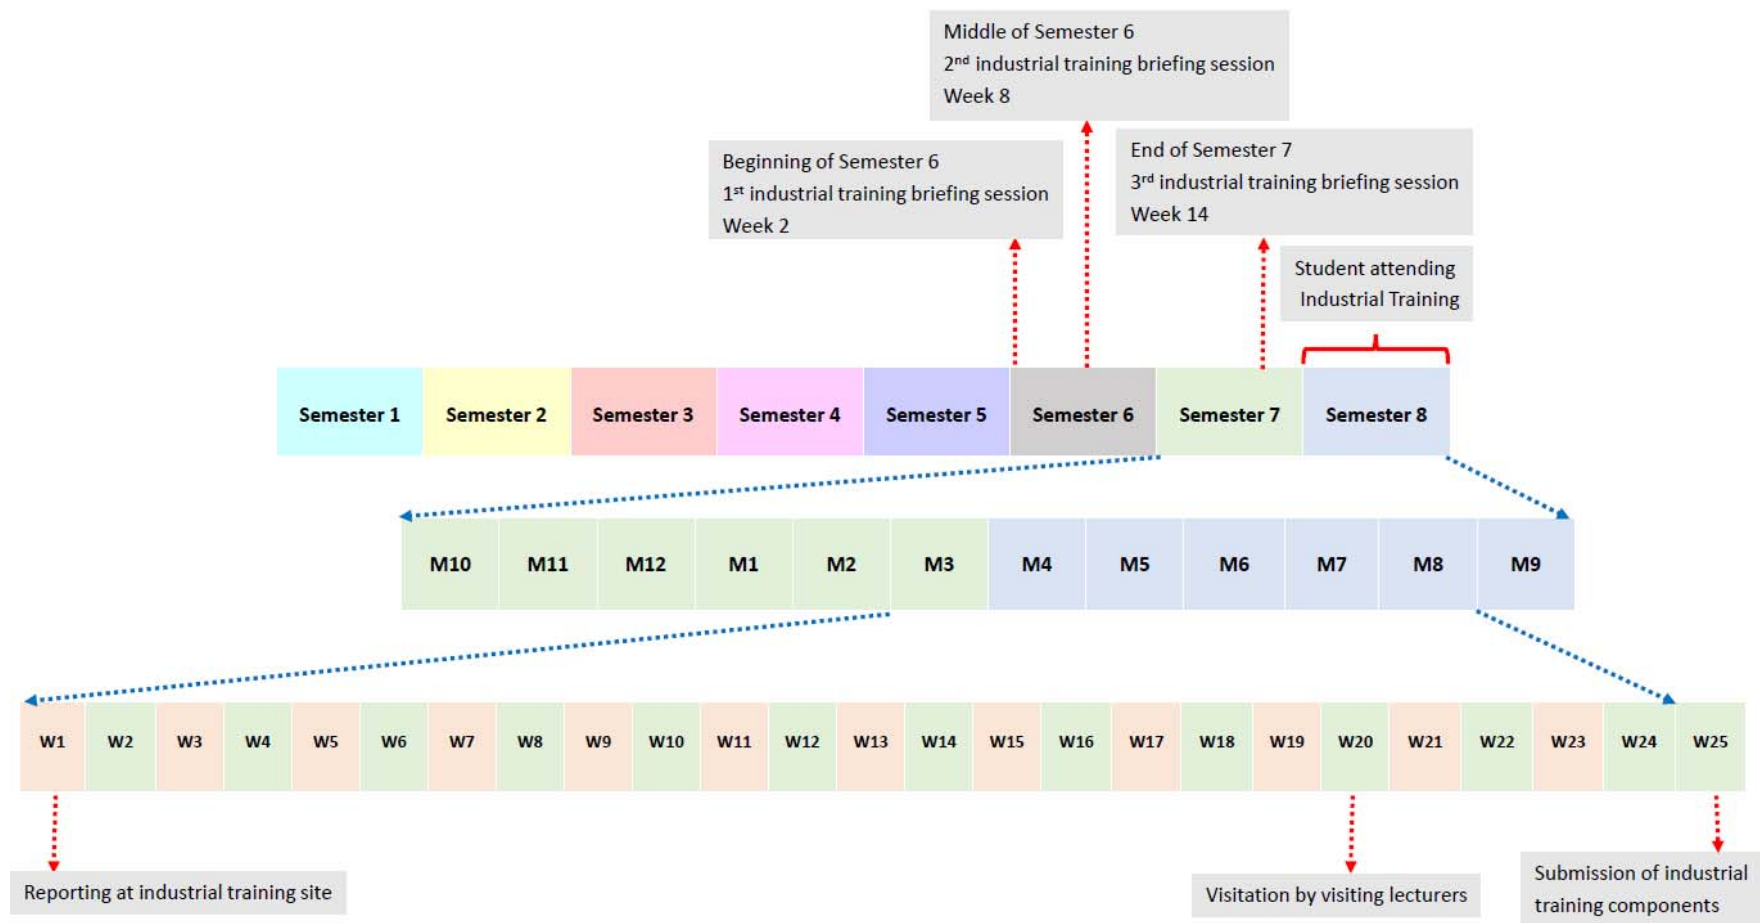 Middle of Semester 6
2nd industrial training briefing session
Week 8
Beginning of Semester 6
1st industrial training briefing session
Week 2
End of Semester 7
3rd industrial training briefing session
Week 14
Student attending
Industrial Training
Semester 1 Semester 2 Semester 3 Semester 4 Semester 5 Semester 6 Semester 7 Semester 8
M10 M11 M12 M1 M2 M3 M4 M5 M6 M7 M8 M9
W1 W2 W3 W4 W5 W6 W7 W8 W9 W10 W11 W12 W13 W14 W15 W16 W17 W18 W19 W20 W21 W22 W23 W24 W25
Reporting at industrial training site
Visitation by visiting lecturers
Submission of industrial
training components